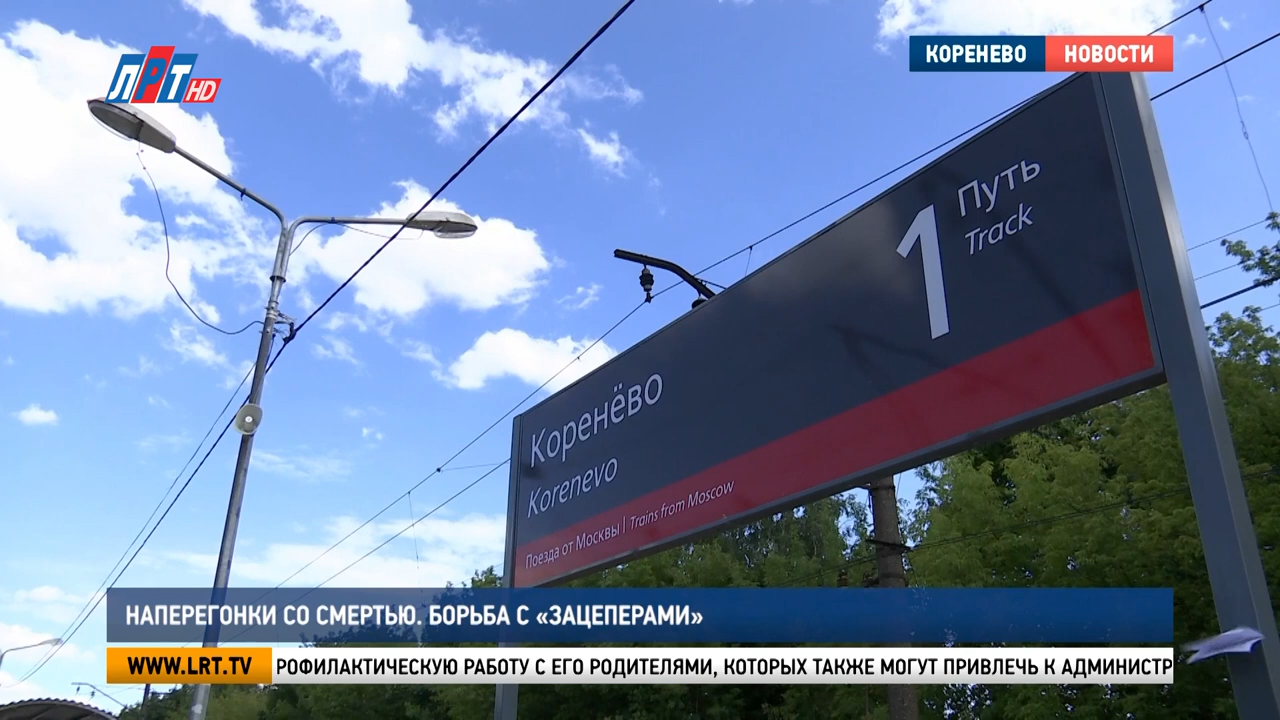 ЛРТ HD
КОРЕНЕВО НОВОСТИ
1 Путь
Track
Коренёво
Korenevo
Поезда от Москвы | Trains from Moscow
НАПЕРЕГОНКИ СО СМЕРТЬЮ. БОРЬБА С «ЗАЦЕПЕРАМИ»
WWW.LRT.TV РОФИЛАКТИЧЕСКУЮ РАБОТУ С ЕГО РОДИТЕЛЯМИ, КОТОРЫХ ТАКЖЕ МОГУТ ПРИВЛЕЧЬ К АДМИНИСТР